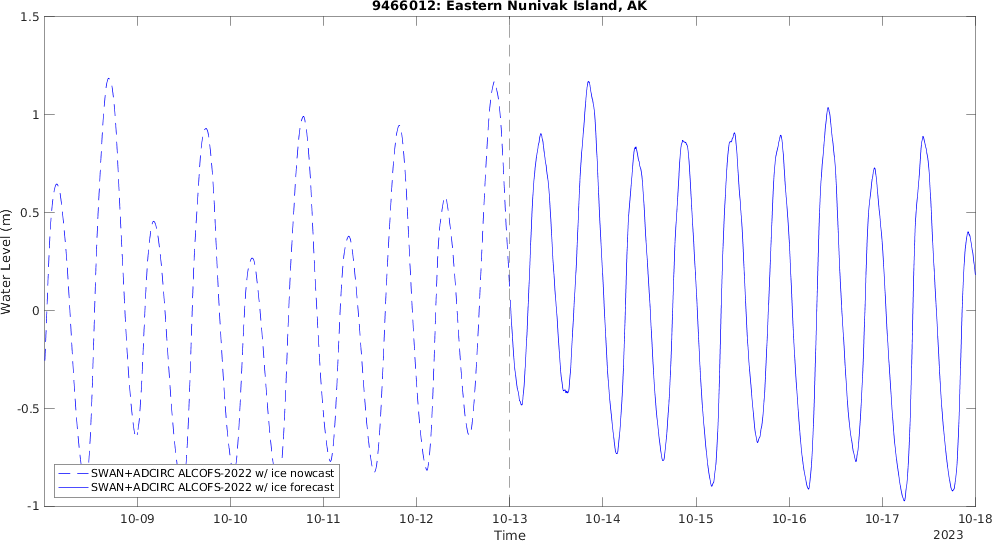 9466012: Eastern Nunivak Island, AK
1.5
1
0.5
0
-0.5
-1
Water Level (m)
SWAN+ADCIRC ALCOFS-2022 w/ ice nowcast
SWAN+ADCIRC ALCOFS-2022 w/ ice forecast
10-09 10-10 10-11 10-12 10-13 10-14 10-15 10-16 10-17 10-18
Time
2023